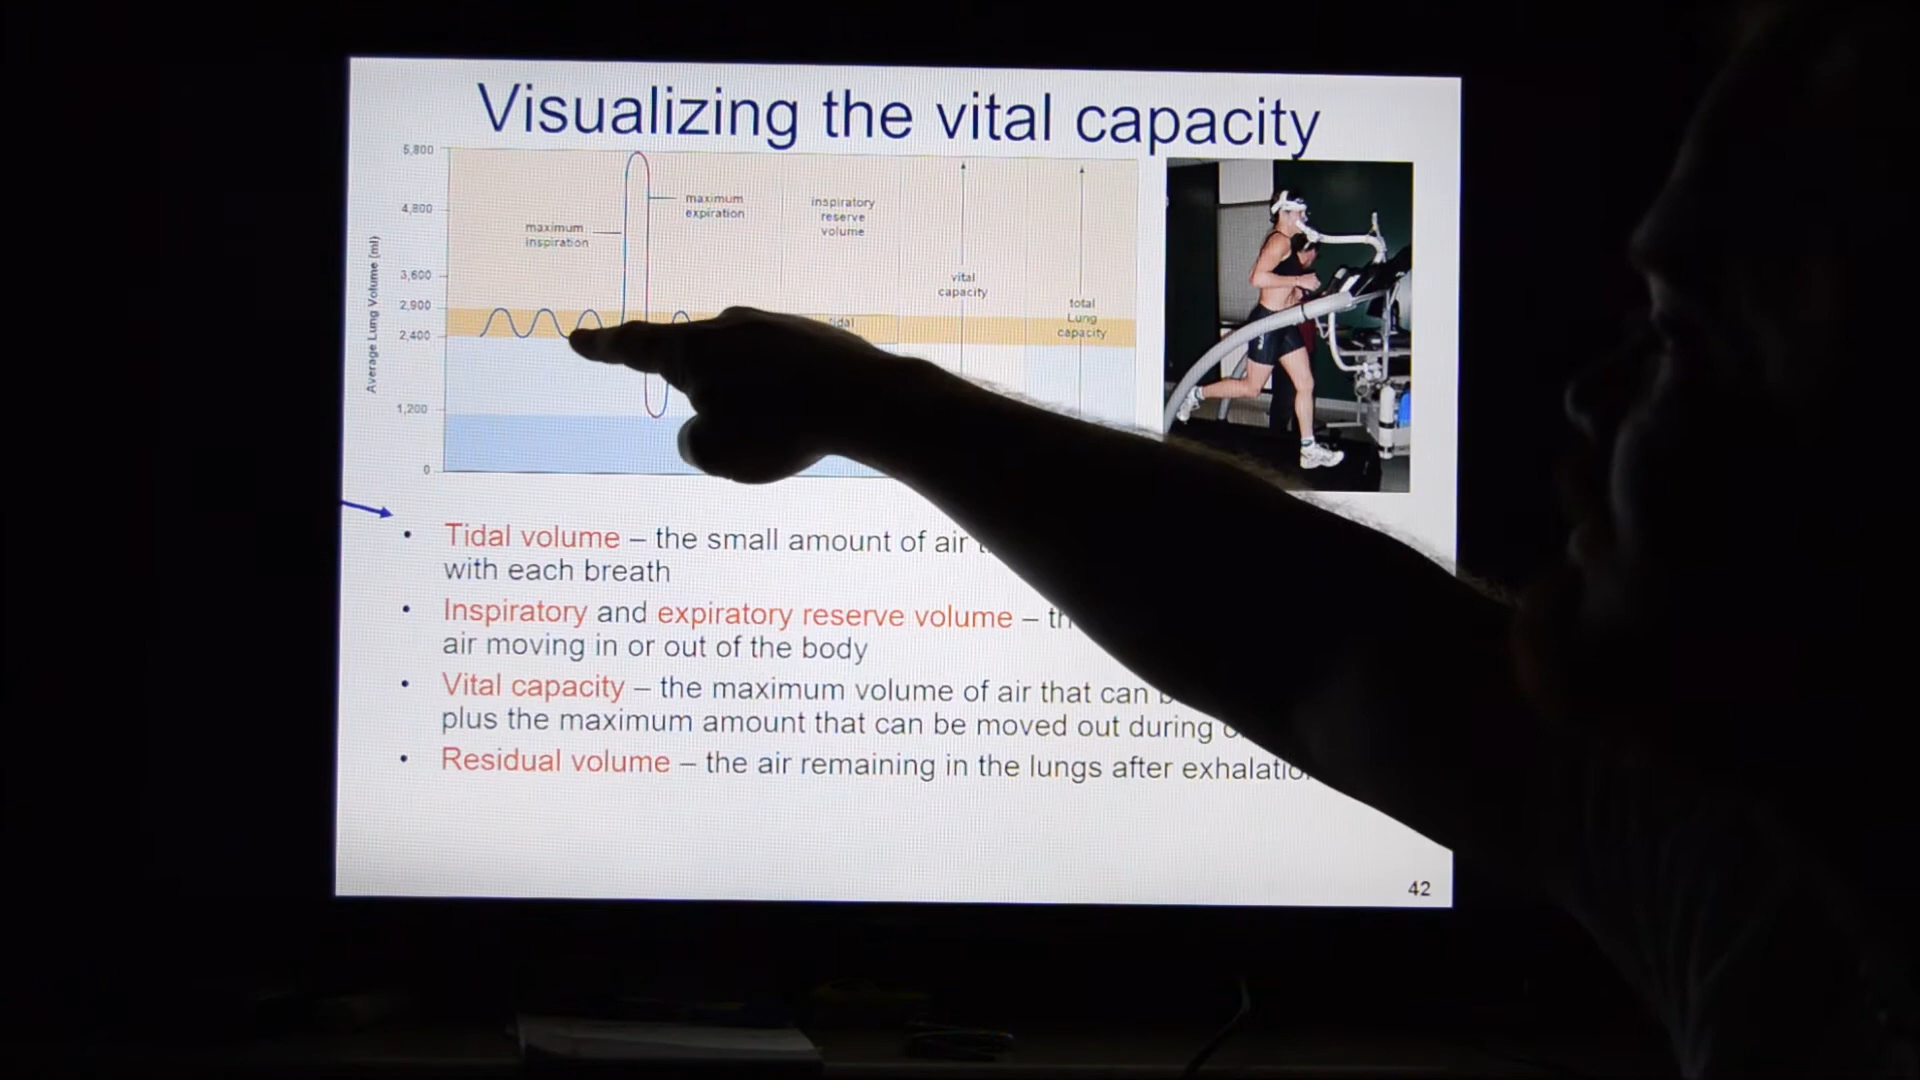 Visualizing the vital capacity
5,800
4,800
3,600
2,900
2,400
1,200
0
Average Lung Volume (ml)
maximum
inspiration
maximum
expiration
inspiratory
reserve
volume
vital
capacity
total
Lung
capacity
• Tidal volume – the small amount of air
with each breath
• Inspiratory and expiratory reserve volume –
air moving in or out of the body
• Vital capacity – the maximum volume of air that can
plus the maximum amount that can be moved out during
• Residual volume – the air remaining in the lungs after
42